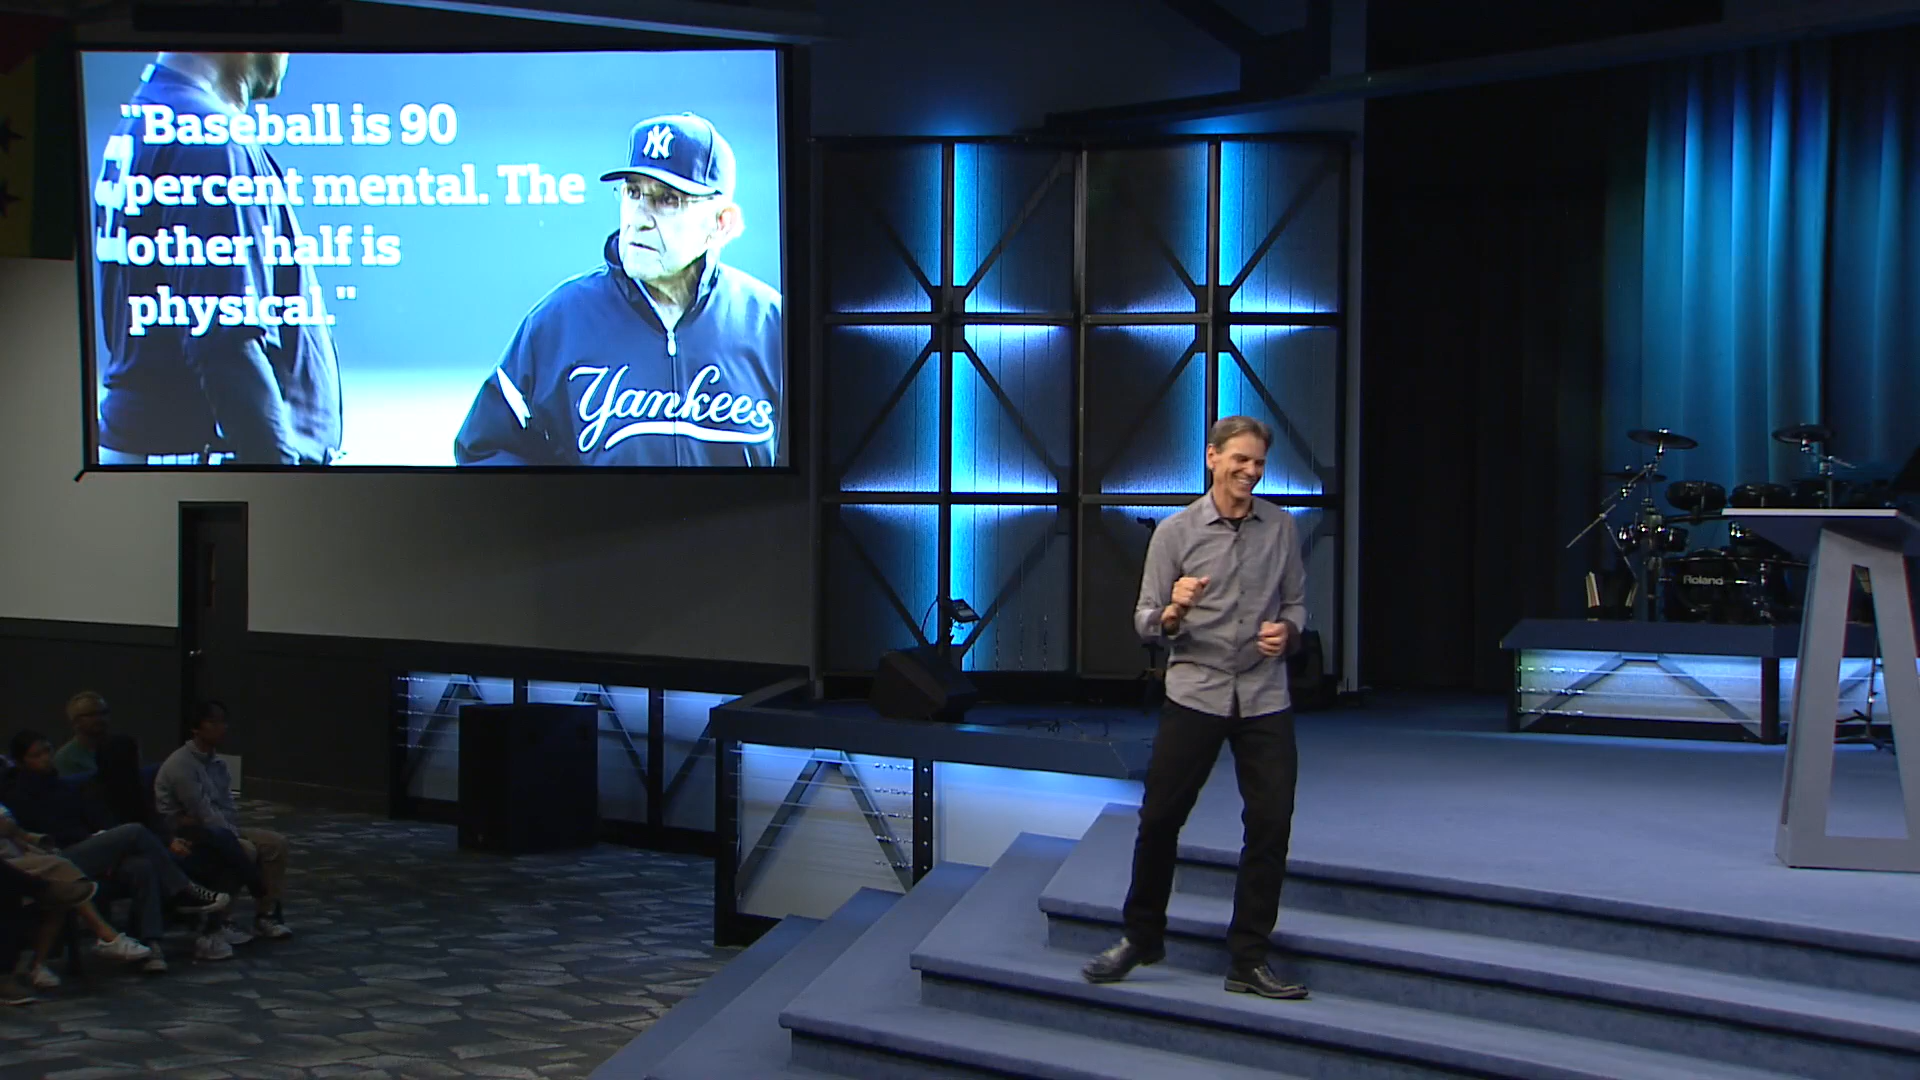 "Baseball is 90
percent mental. The
other half is
physical."
NY
Yankees
Roland